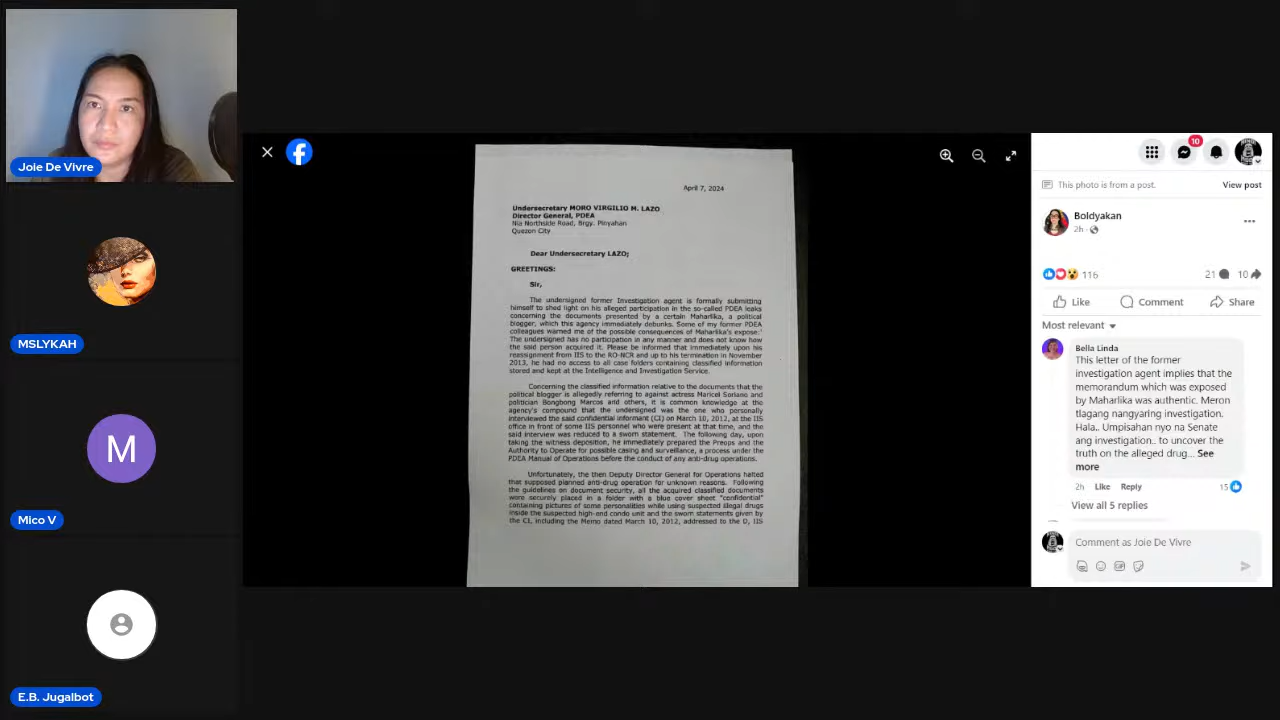 Joie De Vivre
MSLYKAH
M
Mico V
E.B. Jugalbot
April 7, 2024
Undersecretary MORO VIRGILIO M. LAZO
Director General, PDEA
Nia Northside Road, Brgy. Pinyahan
Quezon City
Dear Undersecretary LAZO;
GREETINGS:
Sir,
The undersigned former Investigation agent is formally submitting
himself to shed light on his alleged participation in the so-called PDEA leaks
concerning the documents presented by a certain Maharlika, a political
blogger, which this agency immediately debunks. Some of my former PDEA
colleagues warned me of the possible consequences of Maharlika's expose:
The undersigned has no participation in any manner and does not know how
the said person acquired it. Please be informed that immediately upon his
reassignment from IIS to the RO-NCR and up to his termination in November
2013, he had no access to all case folders containing classified information
stored and kept at the Intelligence and Investigation Service.
Concerning the classified information relative to the documents that the
political blogger is allegedly referring to against actress Maricel Soriano and
politician Bongbong Marcos and others, it is common knowledge at the
agency's compound that the undersigned was the one who personally
interviewed the said confidential informant (CI) on March 10, 2012, at the IIS
office in front of some IIS personnel who were present at that time, and the
said interview was reduced to a sworn statement. The following day, upon
taking the witness deposition, he immediately prepared the Preops and the
Authority to Operate for possible casing and surveillance, a process under the
PDEA Manual of Operations before the conduct of any anti-drug operations.
Unfortunately, the then Deputy Director General for Operations halted
that supposed planned anti-drug operation for unknown reasons. Following
the guidelines on document security, all the acquired classified documents
were securely placed in a folder with a blue cover sheet "confidential"
containing pictures of some personalities while using suspected illegal drugs
inside the suspected high-end condo unit and the sworn statements given by
the CI, including the Memo dated March 10, 2012, addressed to the D, IIS
10
This photo is from a post.
View post
Boldyakan
2h
116
21
10
Like
Comment
Share
Most relevant
Bella Linda
This letter of the former
investigation agent implies that the
memorandum which was exposed
by Maharlika was authentic. Meron
tlagang nangyaring investigation.
Hala.. Umpisahan nyo na Senate
ang investigation.. to uncover the
truth on the alleged drug... See
more
2h Like Reply 15
View all 5 replies
Comment as Joie De Vivre